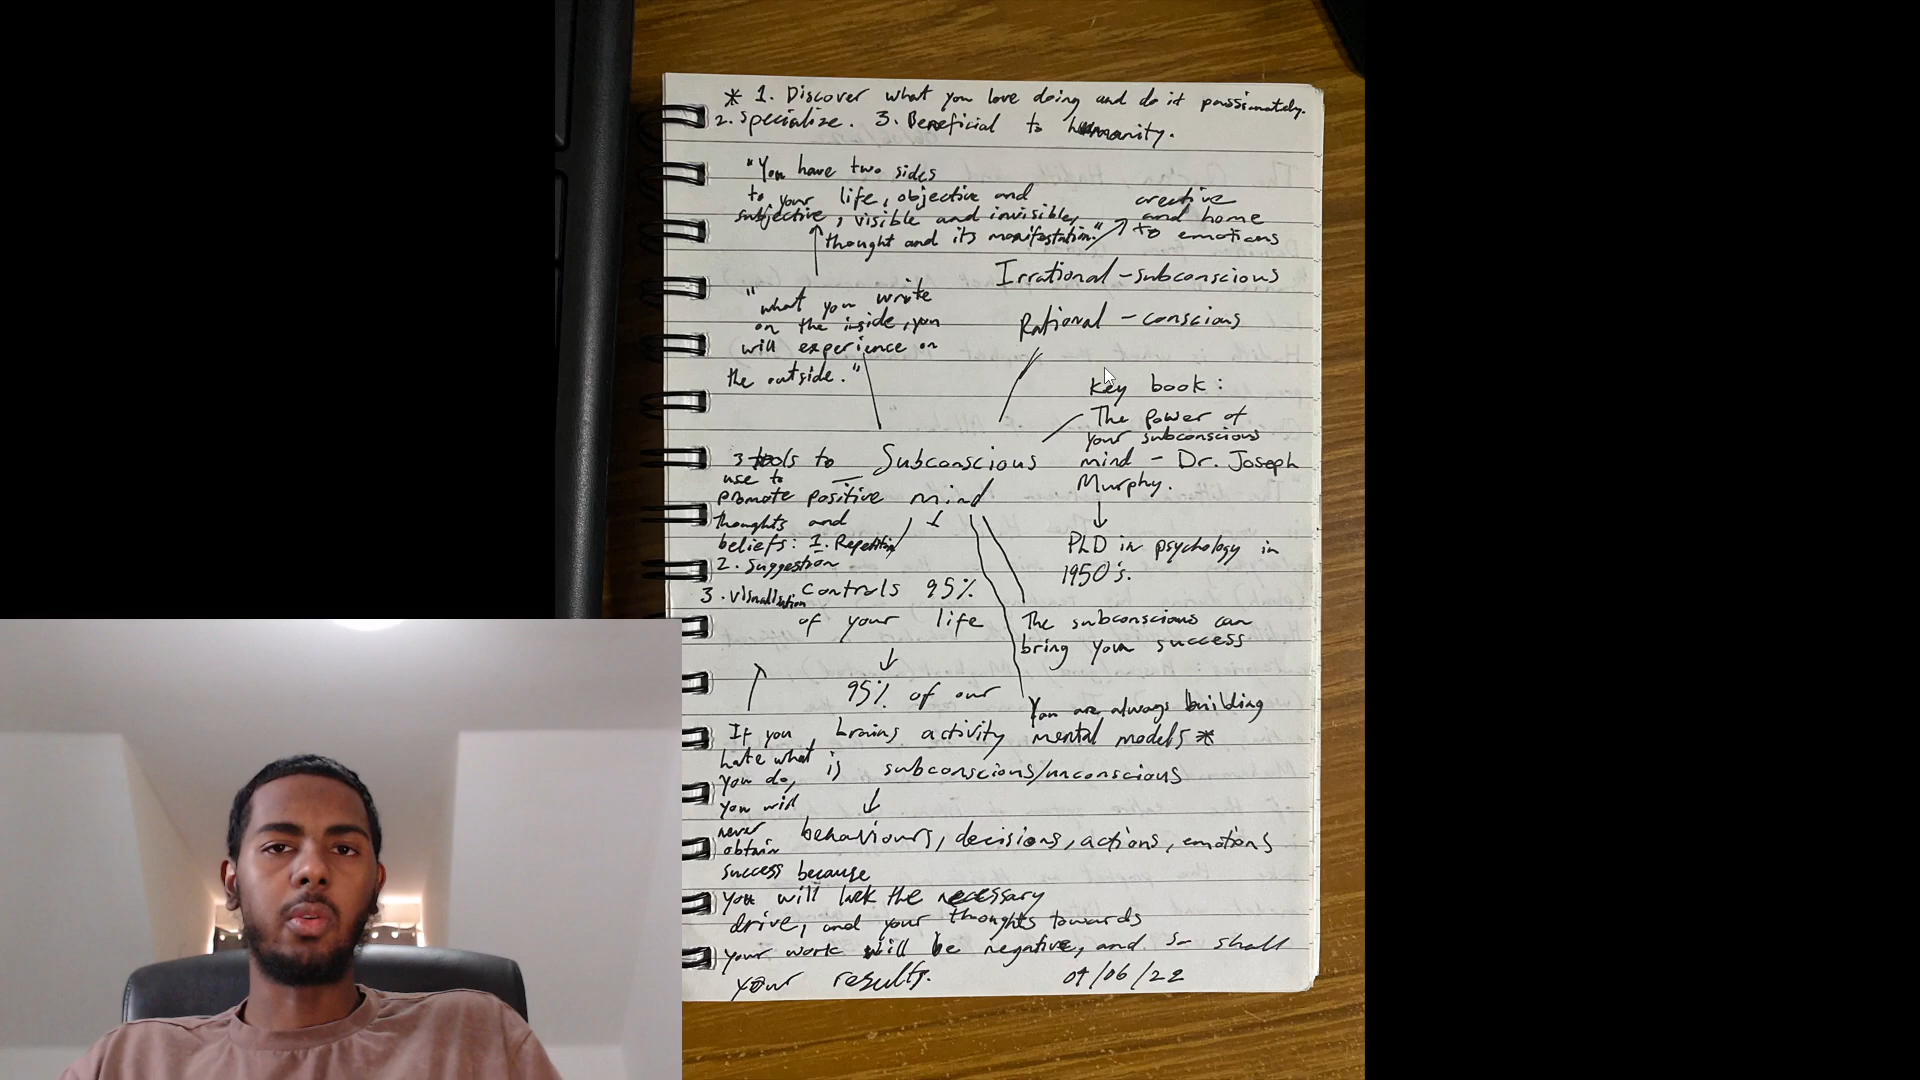 * 1. Discover what you love doing and do it passionately.
2. Specialize. 3. Beneficial to humanity.
"You have two sides
to your life, objective and
subjective, visible and invisible,
thought and its manifestation."
creative
and home
to emotions
Irrational - subconscious
Rational - conscious
"what you write
on the inside, you
will experience on
the outside."
Key book:
The power of
your subconscious
mind - Dr. Joseph
Murphy.
PhD in psychology in
1950's.
3 tools to
use to
promote positive
thoughts and
beliefs: 1. Repetition
2. Suggestion
3. Visualisation
Subconscious
mind
controls 95%
of your life
95% of our
brains activity
is subconscious/unconscious
behaviours, decisions, actions, emotions
The subconscious can
bring you success
You are always building
mental models *
If you
hate what
you do,
you will
never
obtain
success because
you will lack the necessary
drive, and your thoughts towards
your work will be negative, and so shall
your results.
/06/22